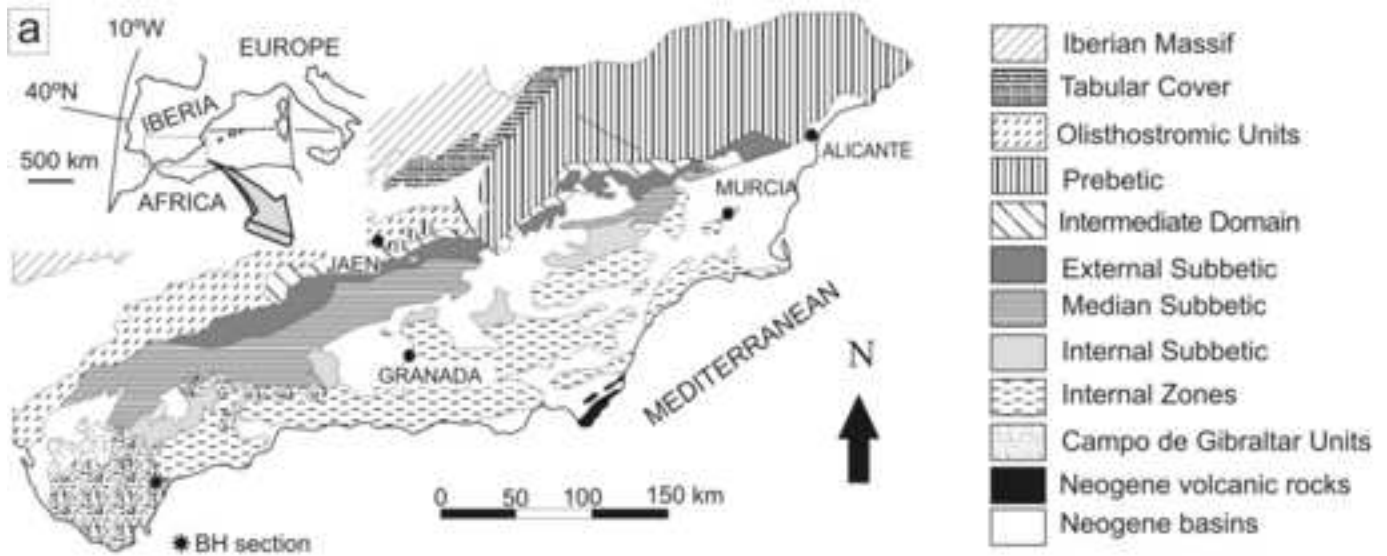 a
10ºW
EUROPE
40ºN
IBERIA
500 km
AFRICA
ALICANTE
MURCIA
JAEN
GRANADA
MEDITERRANEAN
N
0 50 100 150 km
BH section
Iberian Massif
Tabular Cover
Olisthostromic Units
Prebetic
Intermediate Domain
External Subbetic
Median Subbetic
Internal Subbetic
Internal Zones
Campo de Gibraltar Units
Neogene volcanic rocks
Neogene basins